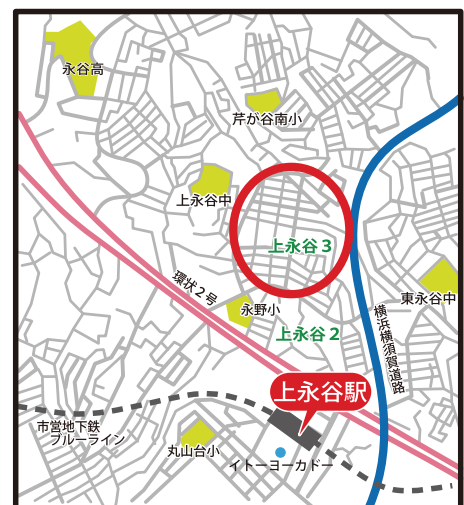 永谷高
芹が谷南小
上永谷中
上永谷3
東永谷中
環状2号
永野小
横浜横須賀道路
上永谷2
上永谷駅
市営地下鉄
ブルーライン
丸山台小
イトーヨーカドー